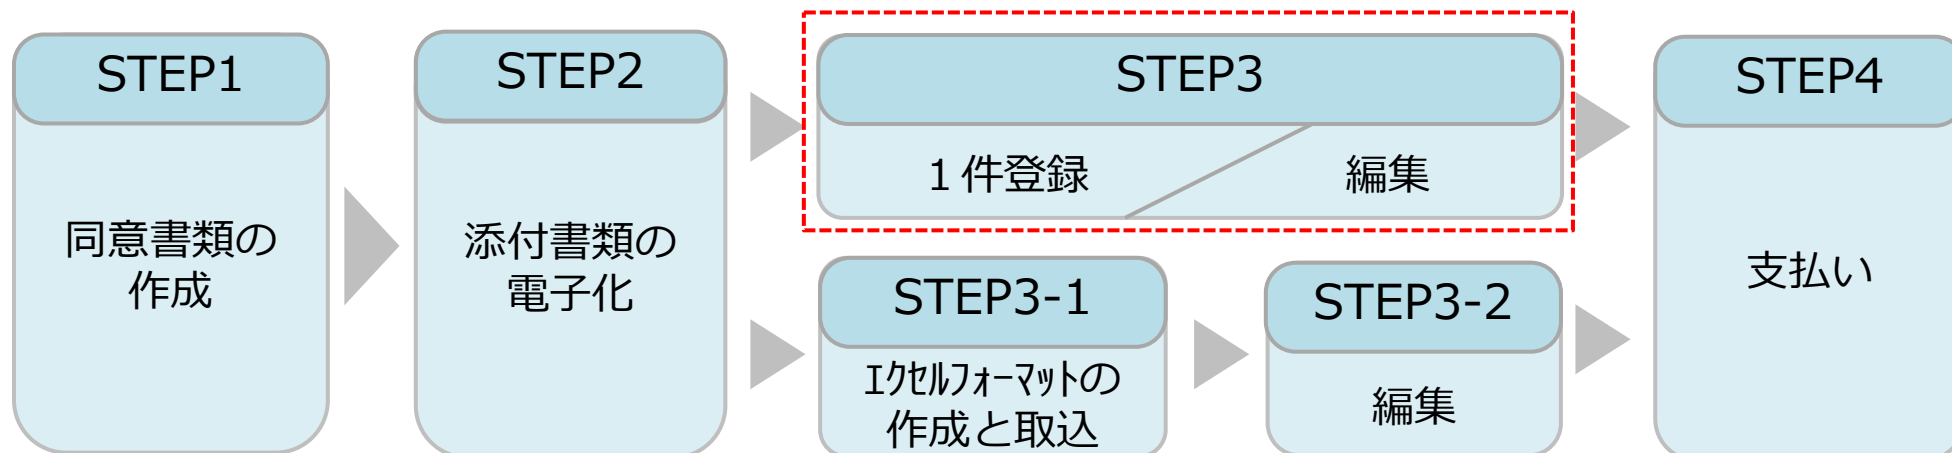 STEP1
同意書類の
作成
STEP2
添付書類の
電子化
STEP3
１件登録
編集
STEP3-1
ｴｸｾﾙﾌｫｰﾏｯﾄの
作成と取込
STEP3-2
編集
STEP4
支払い